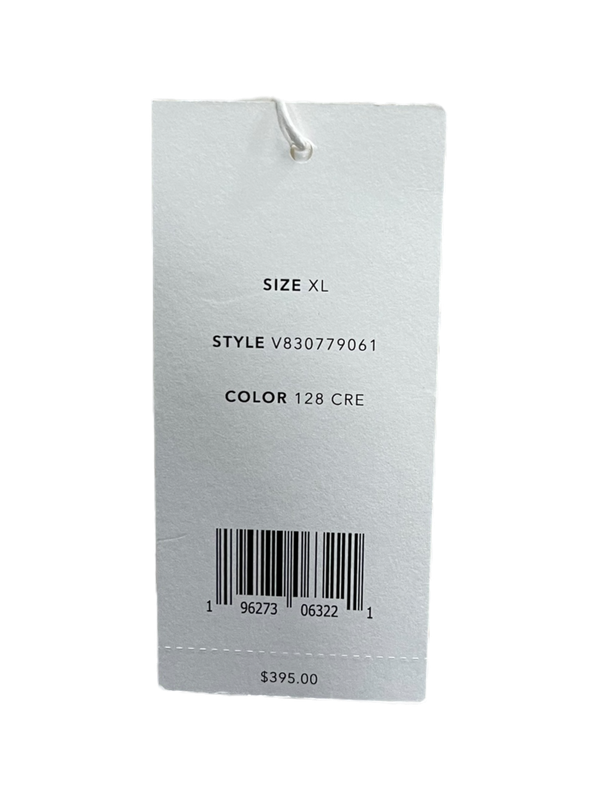 SIZE XL
STYLE V830779061
COLOR 128 CRE
1 96273 06322 1
$395.00